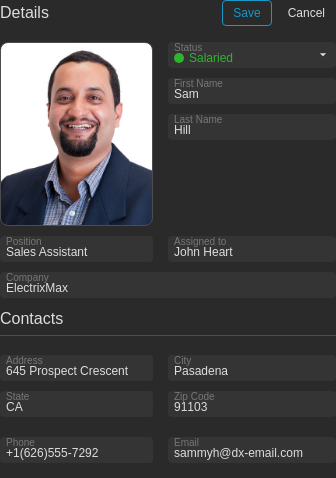 Details
Save
Cancel
Status
Salaried
First Name
Sam
Last Name
Hill
Position
Sales Assistant
Assigned to
John Heart
Company
ElectrixMax
Contacts
Address
645 Prospect Crescent
City
Pasadena
State
CA
Zip Code
91103
Phone
+1(626)555-7292
Email
sammyh@dx-email.com